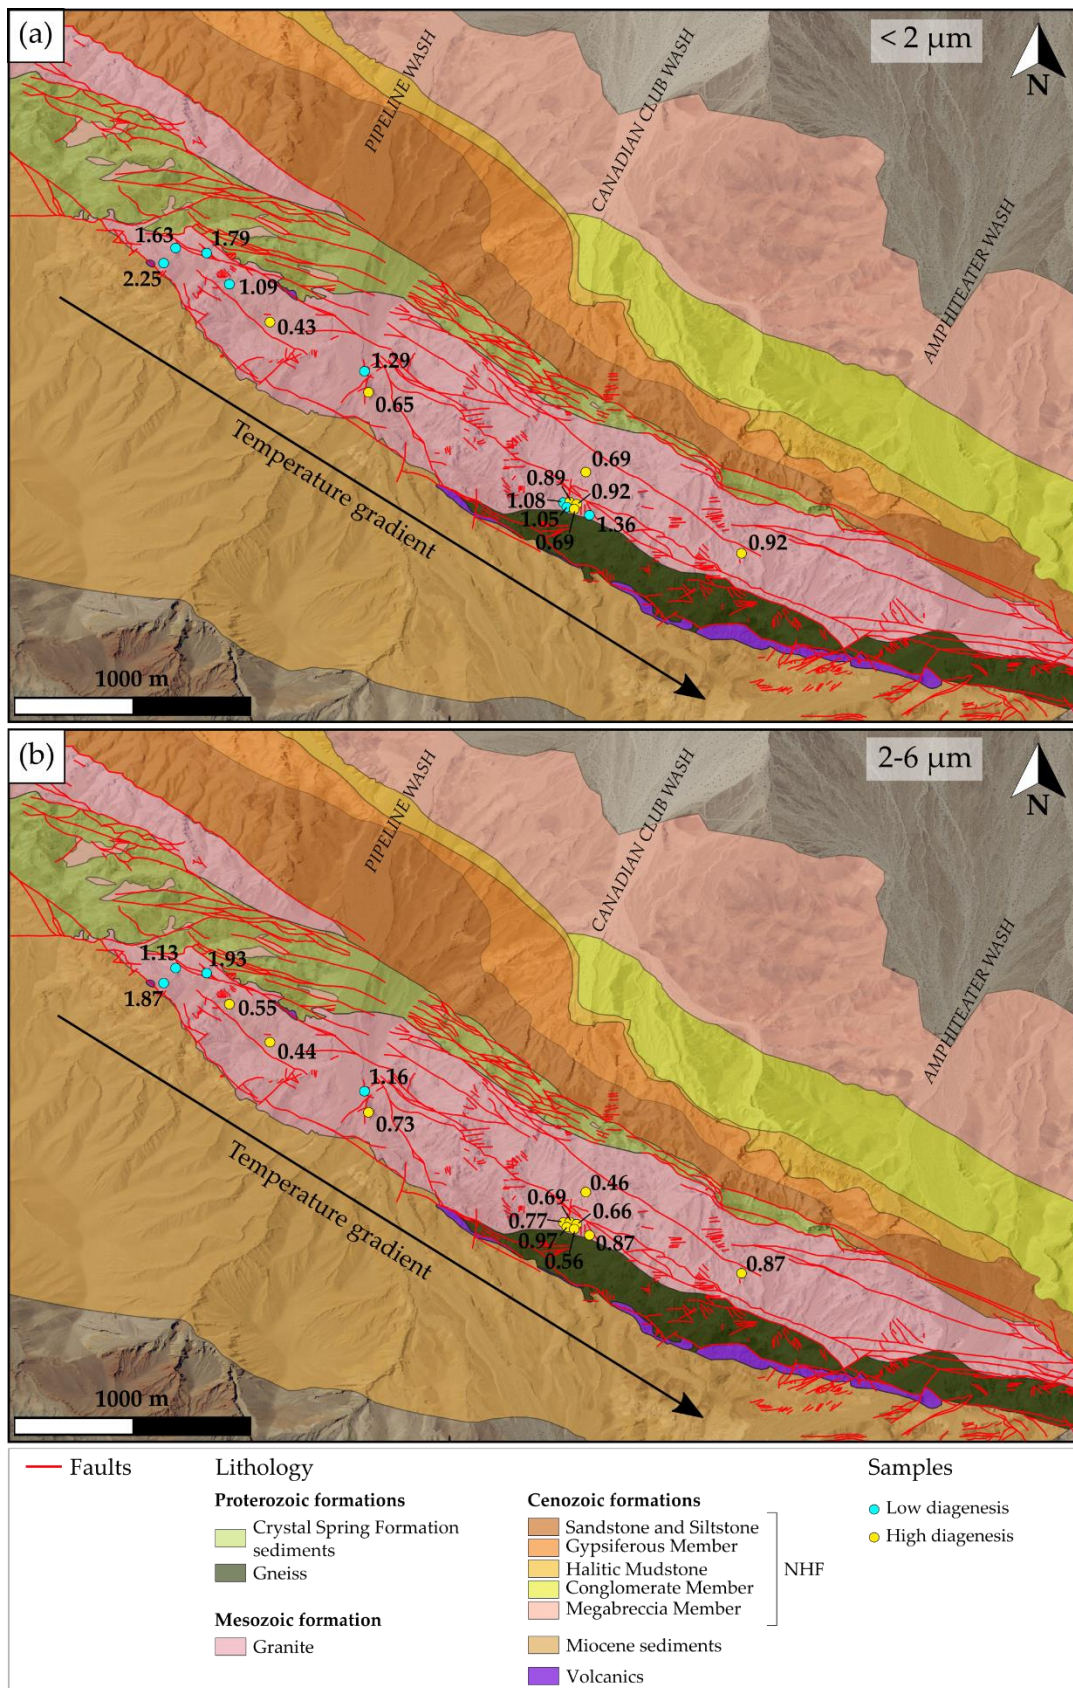 (a)
< 2 µm
N
PIPELINE WASH
CANADIAN CLUB WASH
AMPHITEATER WASH
1.63
1.79
2.25
1.09
0.43
1.29
0.65
0.69
0.89
0.92
1.08
1.05
1.36
0.69
0.92
Temperature gradient
1000 m
(b)
2-6 µm
N
PIPELINE WASH
CANADIAN CLUB WASH
AMPHITEATER WASH
1.13
1.93
1.87
0.55
0.44
1.16
0.73
0.46
0.69
0.66
0.77
0.97
0.87
0.56
0.87
Temperature gradient
1000 m
Faults
Lithology
Proterozoic formations
Crystal Spring Formation
sediments
Gneiss
Mesozoic formation
Granite
Cenozoic formations
Sandstone and Siltstone
Gypsiferous Member
Halitic Mudstone
Conglomerate Member
Megabreccia Member
NHF
Miocene sediments
Volcanics
Samples
Low diagenesis
High diagenesis